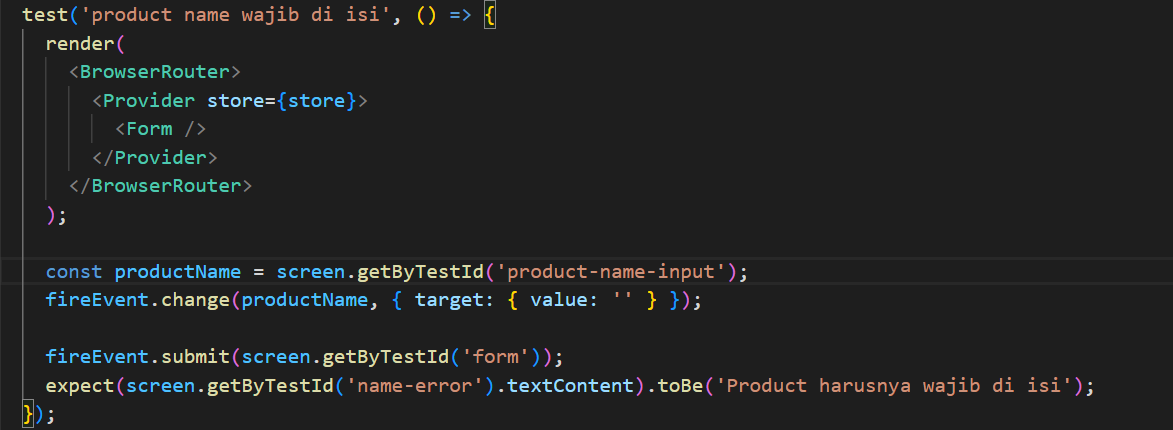 test('product name wajib di isi', () => {
render(
<BrowserRouter>
<Provider store={store}>
<Form />
</Provider>
</BrowserRouter>
);
const productName = screen.getByTestId('product-name-input');
fireEvent.change(productName, { target: { value: '' } });
fireEvent.submit(screen.getByTestId('form'));
expect(screen.getByTestId('name-error').textContent).toBe('Product harusnya wajib di isi');
});